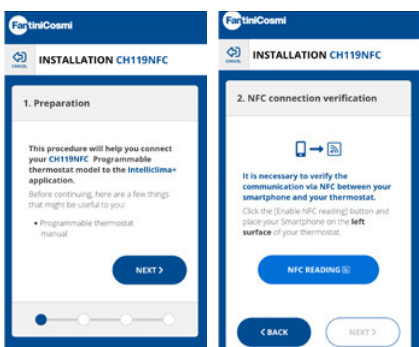 FantiniCosmi
CANCEL
INSTALLATION CH119NFC
1. Preparation
This procedure will help you connect
your CH119NFC Programmable
thermostat model to the Intelliclima+
application.
Before continuing, here are a few things
that might be useful to you:
• Programmable thermostat
manual
NEXT >
FantiniCosmi
CANCEL
INSTALLATION CH119NFC
2. NFC connection verification
It is necessary to verify the
communication via NFC between your
smartphone and your thermostat.
Click the [Enable NFC reading] button and
place your Smartphone on the left
surface of your thermostat.
NFC READING
< BACK
NEXT >